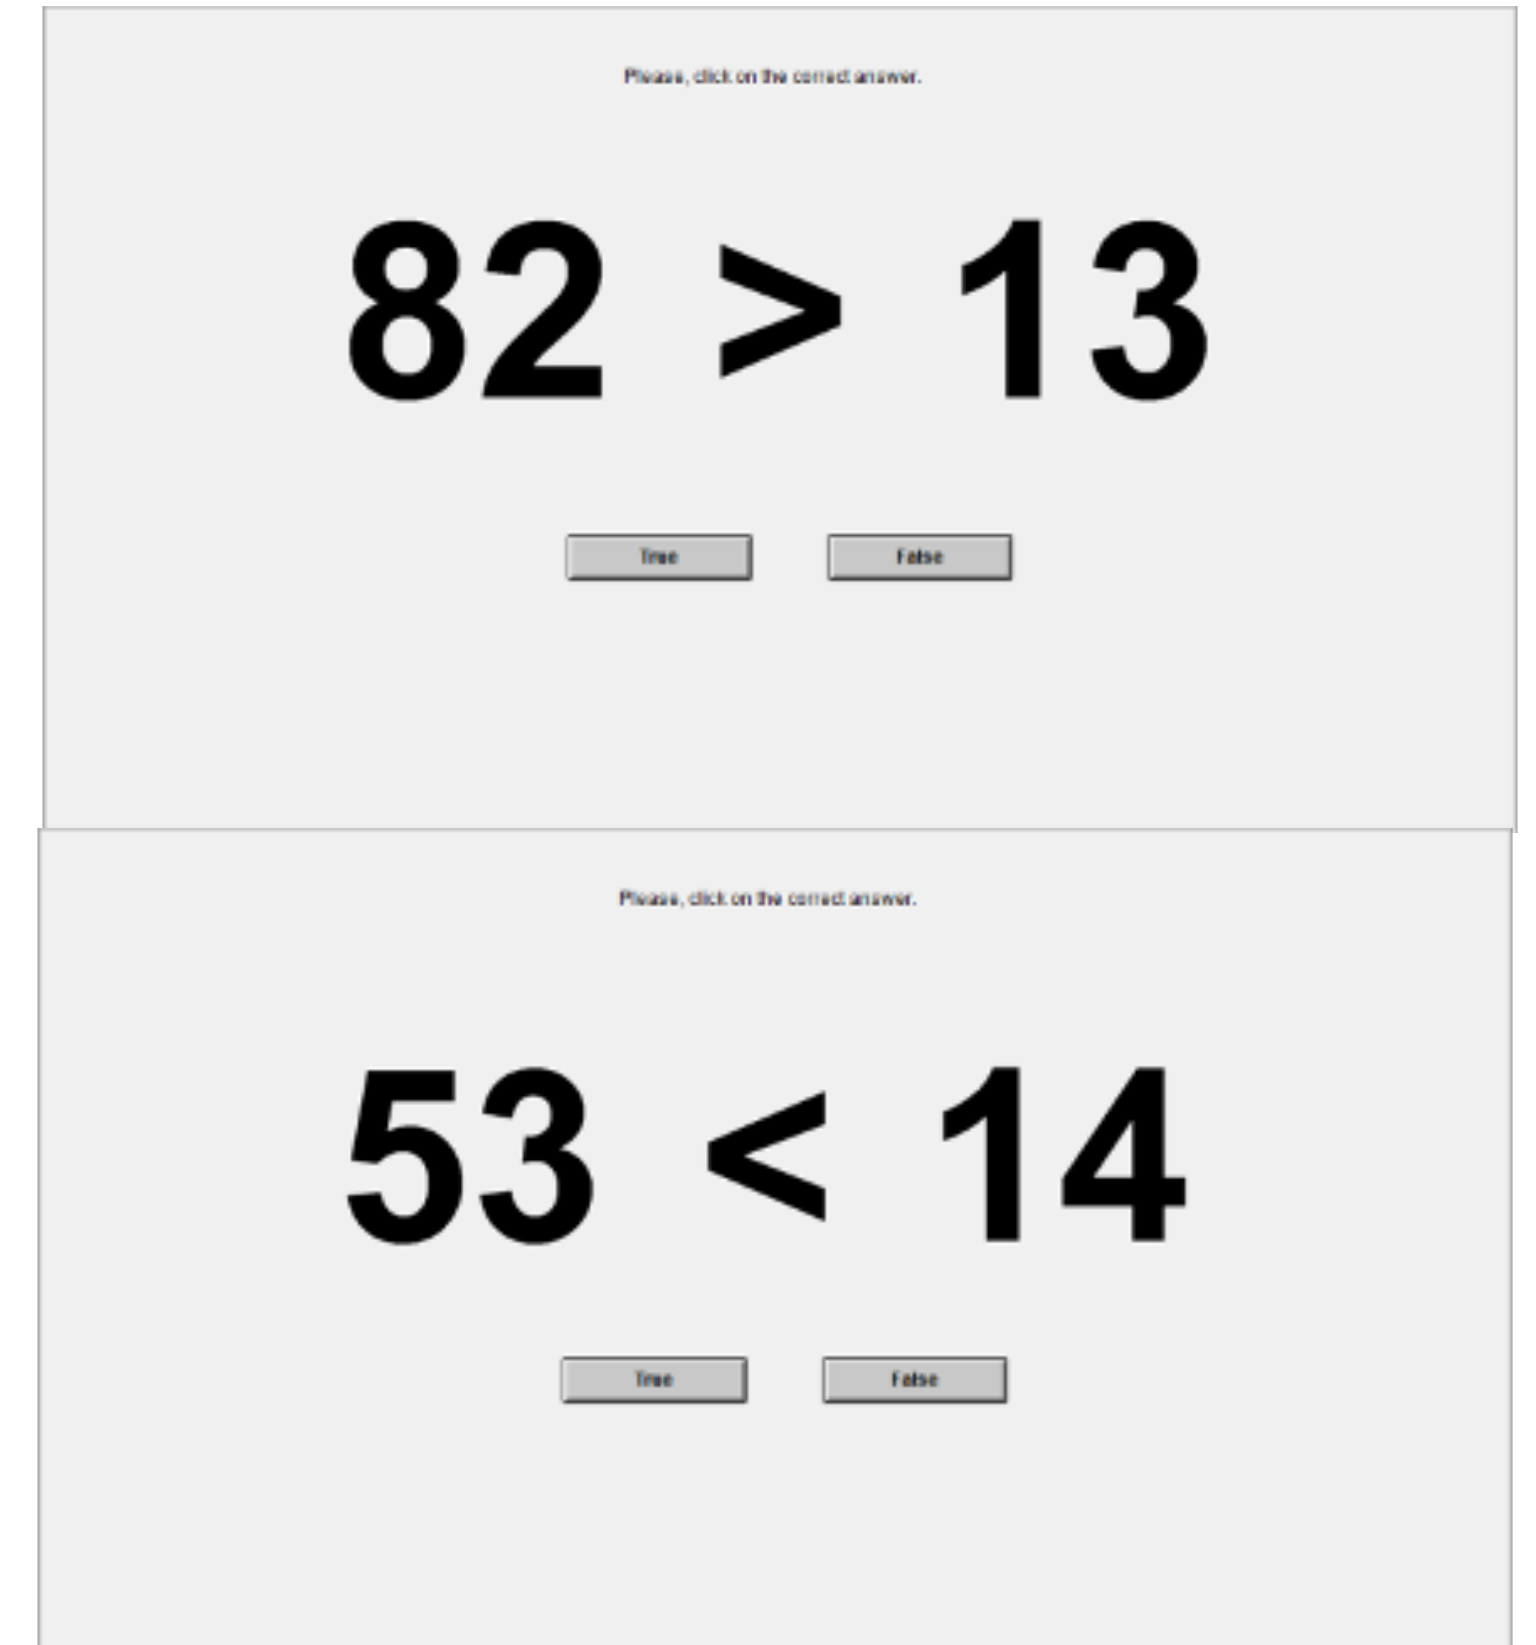 Please, click on the correct answer.
82 > 13
True False
Please, click on the correct answer.
53 < 14
True False